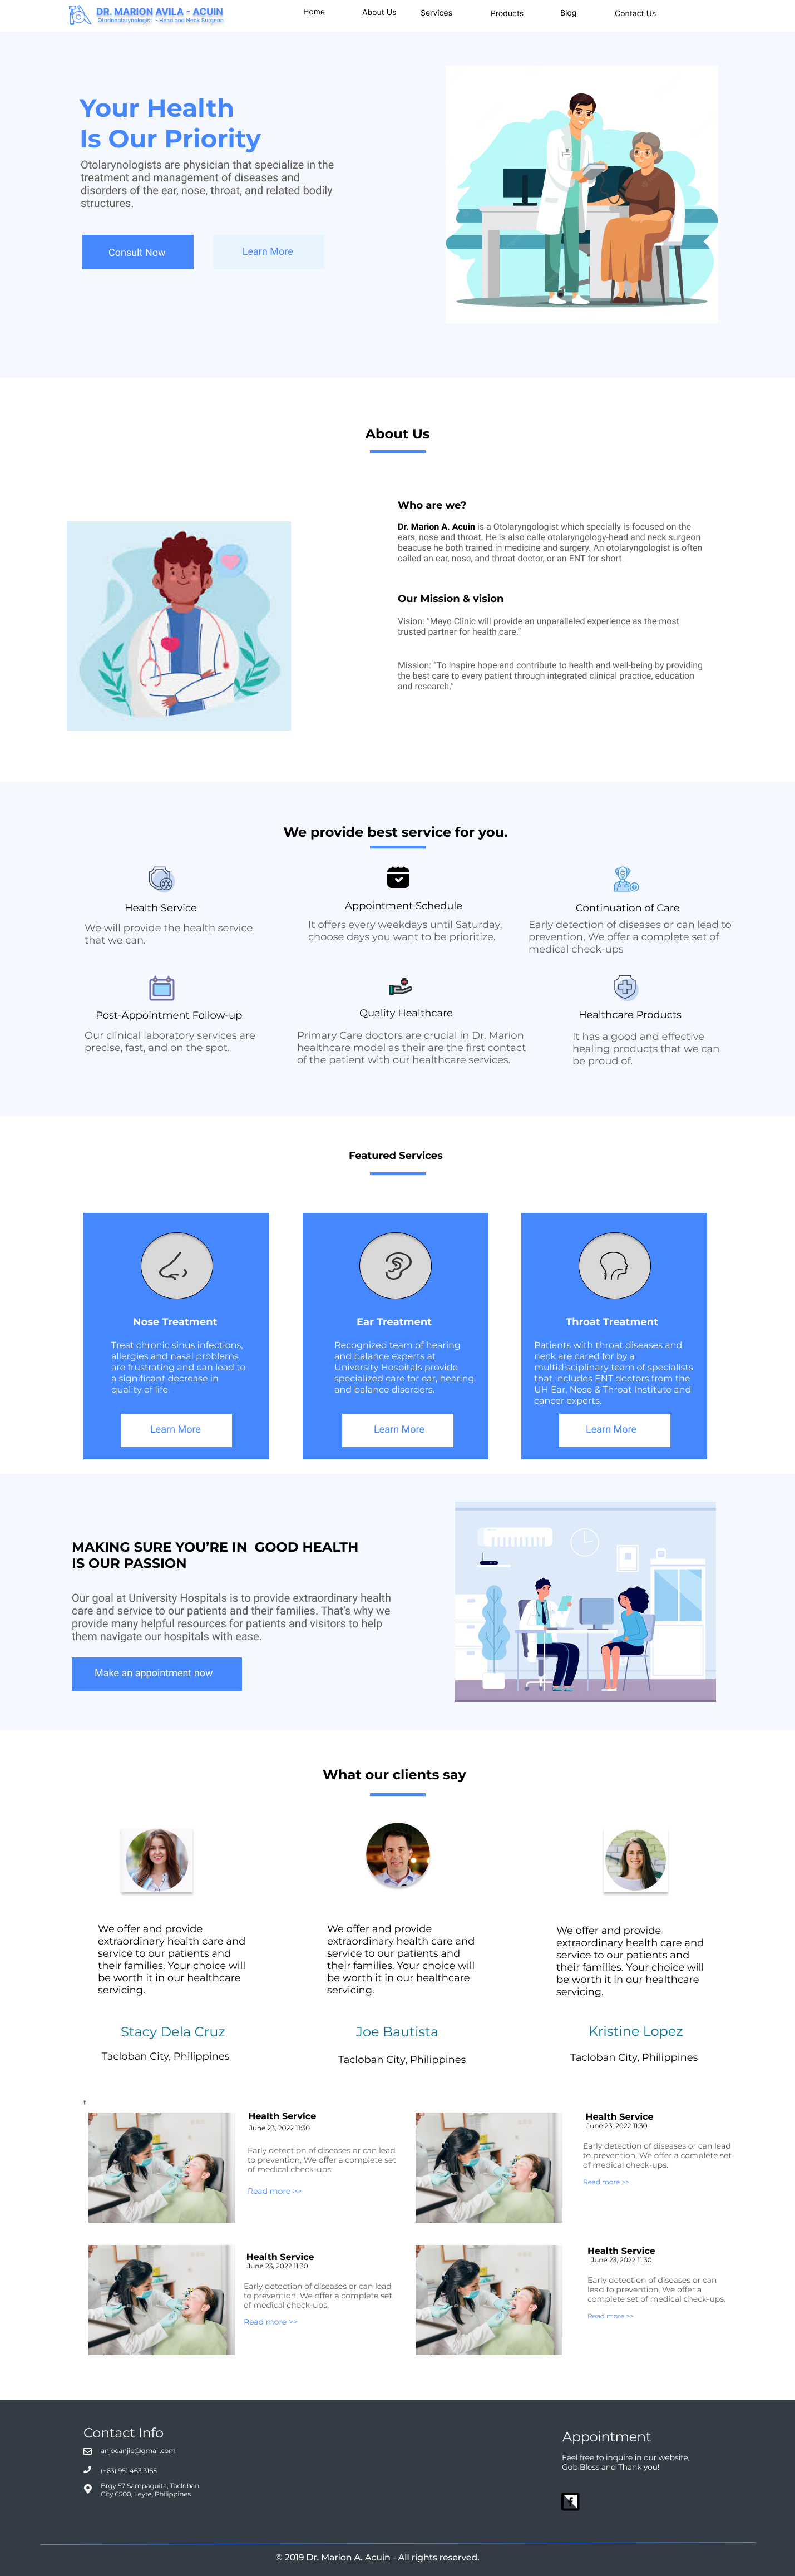 DR. MARION AVILA - ACUIN
Otorinholaryngologist - Head and Neck Surgeon
Home
About Us
Services
Products
Blog
Contact Us
Your Health
Is Our Priority
Otolarynologists are physician that specialize in the
treatment and management of diseases and
disorders of the ear, nose, throat, and related bodily
structures.
Consult Now
Learn More
About Us
Who are we?
Dr. Marion A. Acuin is a Otolaryngologist which specially is focused on the
ears, nose and throat. He is also calle otolaryngology-head and neck surgeon
beacuse he both trained in medicine and surgery. An otolaryngologist is often
called an ear, nose, and throat doctor, or an ENT for short.
Our Mission & vision
Vision: “Mayo Clinic will provide an unparalleled experience as the most
trusted partner for health care.”
Mission: “To inspire hope and contribute to health and well-being by providing
the best care to every patient through integrated clinical practice, education
and research.”
We provide best service for you.
Health Service
We will provide the health service
that we can.
Appointment Schedule
It offers every weekdays until Saturday,
choose days you want to be prioritize.
Continuation of Care
Early detection of diseases or can lead to
prevention, We offer a complete set of
medical check-ups
Post-Appointment Follow-up
Our clinical laboratory services are
precise, fast, and on the spot.
Quality Healthcare
Primary Care doctors are crucial in Dr. Marion
healthcare model as their are the first contact
of the patient with our healthcare services.
Healthcare Products
It has a good and effective
healing products that we can
be proud of.
Featured Services
Nose Treatment
Treat chronic sinus infections,
allergies and nasal problems
are frustrating and can lead to
a significant decrease in
quality of life.
Learn More
Ear Treatment
Recognized team of hearing
and balance experts at
University Hospitals provide
specialized care for ear, hearing
and balance disorders.
Learn More
Throat Treatment
Patients with throat diseases and
neck are cared for by a
multidisciplinary team of specialists
that includes ENT doctors from the
UH Ear, Nose & Throat Institute and
cancer experts.
Learn More
MAKING SURE YOU’RE IN  GOOD HEALTH
IS OUR PASSION
Our goal at University Hospitals is to provide extraordinary health
care and service to our patients and their families. That’s why we
provide many helpful resources for patients and visitors to help
them navigate our hospitals with ease.
Make an appointment now
What our clients say
We offer and provide
extraordinary health care and
service to our patients and
their families. Your choice will
be worth it in our healthcare
servicing.
Stacy Dela Cruz
Tacloban City, Philippines
We offer and provide
extraordinary health care and
service to our patients and
their families. Your choice will
be worth it in our healthcare
servicing.
Joe Bautista
Tacloban City, Philippines
We offer and provide
extraordinary health care and
service to our patients and
their families. Your choice will
be worth it in our healthcare
servicing.
Kristine Lopez
Tacloban City, Philippines
t
Health Service
June 23, 2022 11:30
Early detection of diseases or can lead
to prevention, We offer a complete set
of medical check-ups.
Read more >>
Health Service
June 23, 2022 11:30
Early detection of diseases or can lead
to prevention, We offer a complete set
of medical check-ups.
Read more >>
Health Service
June 23, 2022 11:30
Early detection of diseases or can lead
to prevention, We offer a complete set
of medical check-ups.
Read more >>
Health Service
June 23, 2022 11:30
Early detection of diseases or can
lead to prevention, We offer a
complete set of medical check-ups.
Read more >>
Contact Info
anjoeanjie@gmail.com
(+63) 951 463 3165
Brgy 57 Sampaguita, Tacloban
City 6500, Leyte, Philippines
Appointment
Feel free to inquire in our website,
Gob Bless and Thank you!
© 2019 Dr. Marion A. Acuin - All rights reserved.